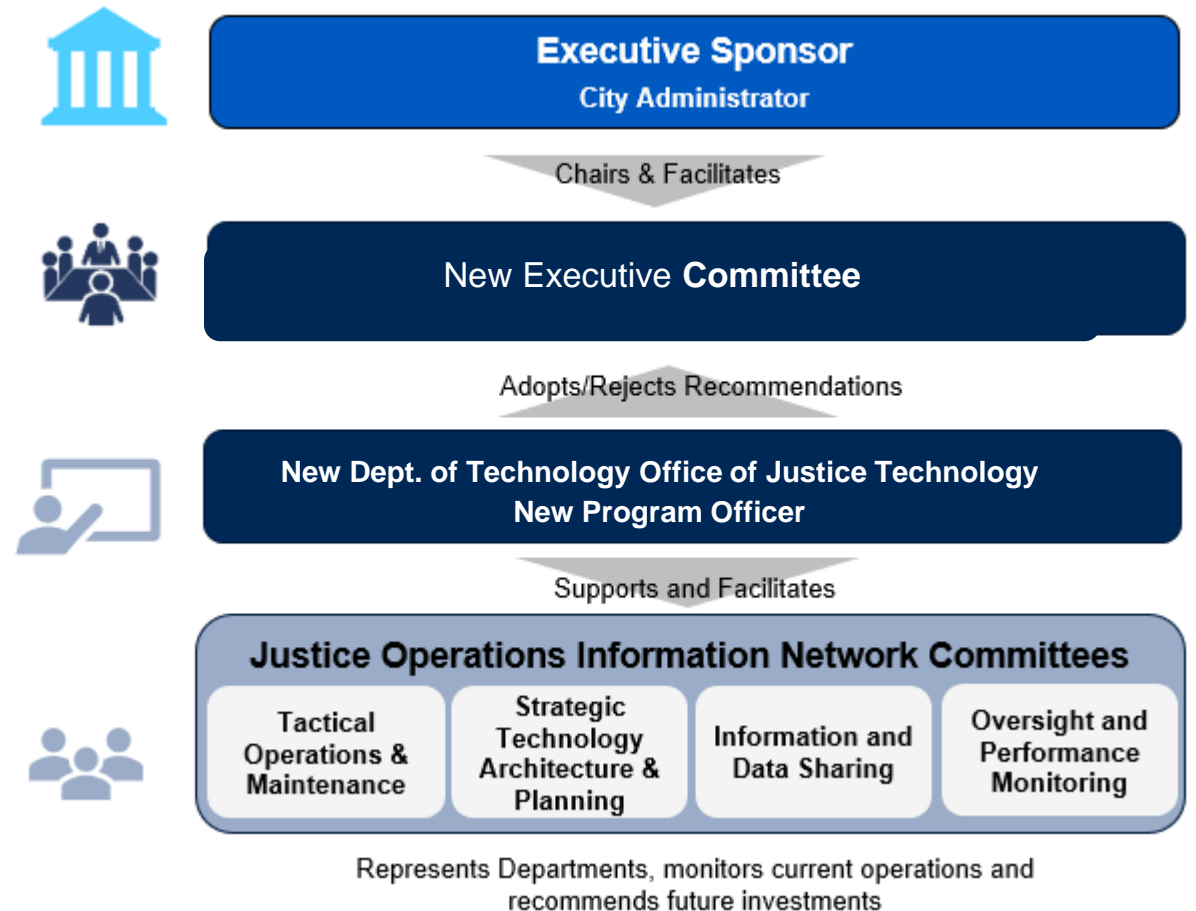 Executive Sponsor
City Administrator
Chairs & Facilitates
New Executive Committee
Adopts/Rejects Recommendations
New Dept. of Technology Office of Justice Technology
New Program Officer
Supports and Facilitates
Justice Operations Information Network Committees
Tactical
Operations &
Maintenance
Strategic
Technology
Architecture &
Planning
Information and
Data Sharing
Oversight and
Performance
Monitoring
Represents Departments, monitors current operations and
recommends future investments